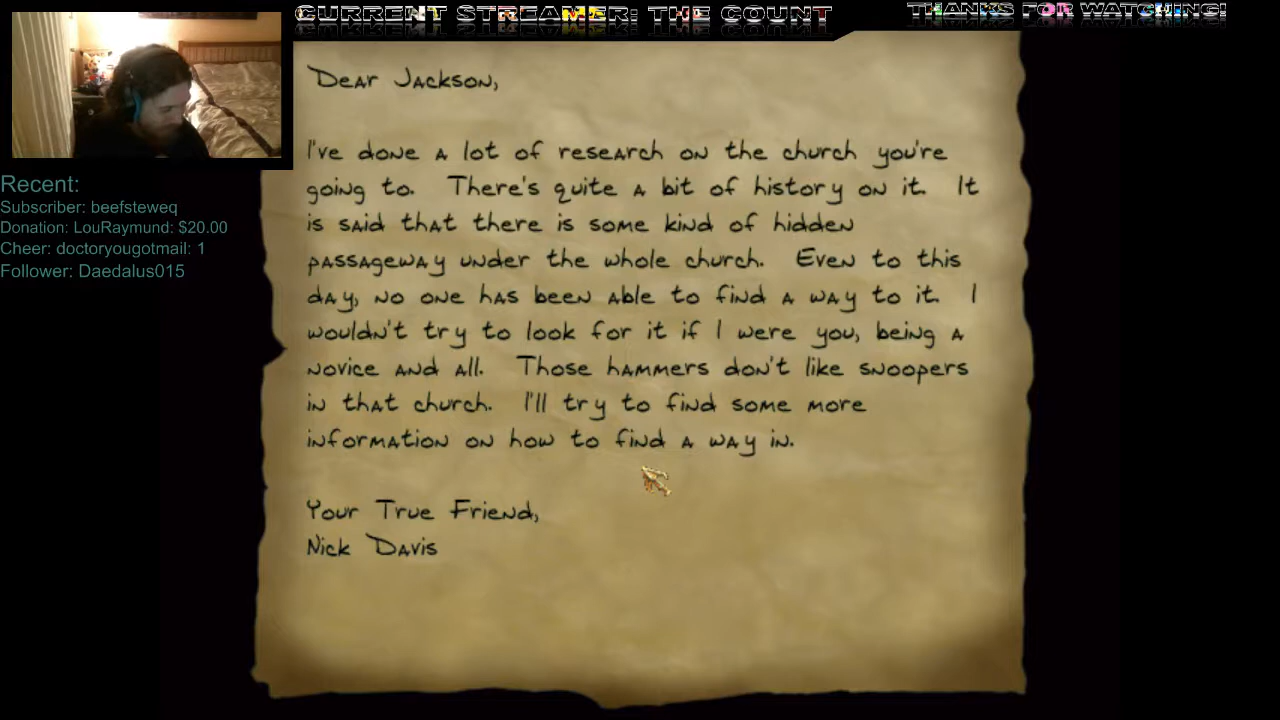 CURRENT STREAMER: THE COUNT
THANKS FOR WATCHING!
Dear Jackson,
I've done a lot of research on the church you're
going to.  There's quite a bit of history on it.  It
is said that there is some kind of hidden
passageway under the whole church.  Even to this
day, no one has been able to find a way to it.  I
wouldn't try to look for it if I were you, being a
novice and all.  Those hammers don't like snoopers
in that church.  I'll try to find some more
information on how to find a way in.
Your True Friend,
Nick Davis
Recent:
Subscriber: beefsteweq
Donation: LouRaymund: $20.00
Cheer: doctoryougotmail: 1
Follower: Daedalus015